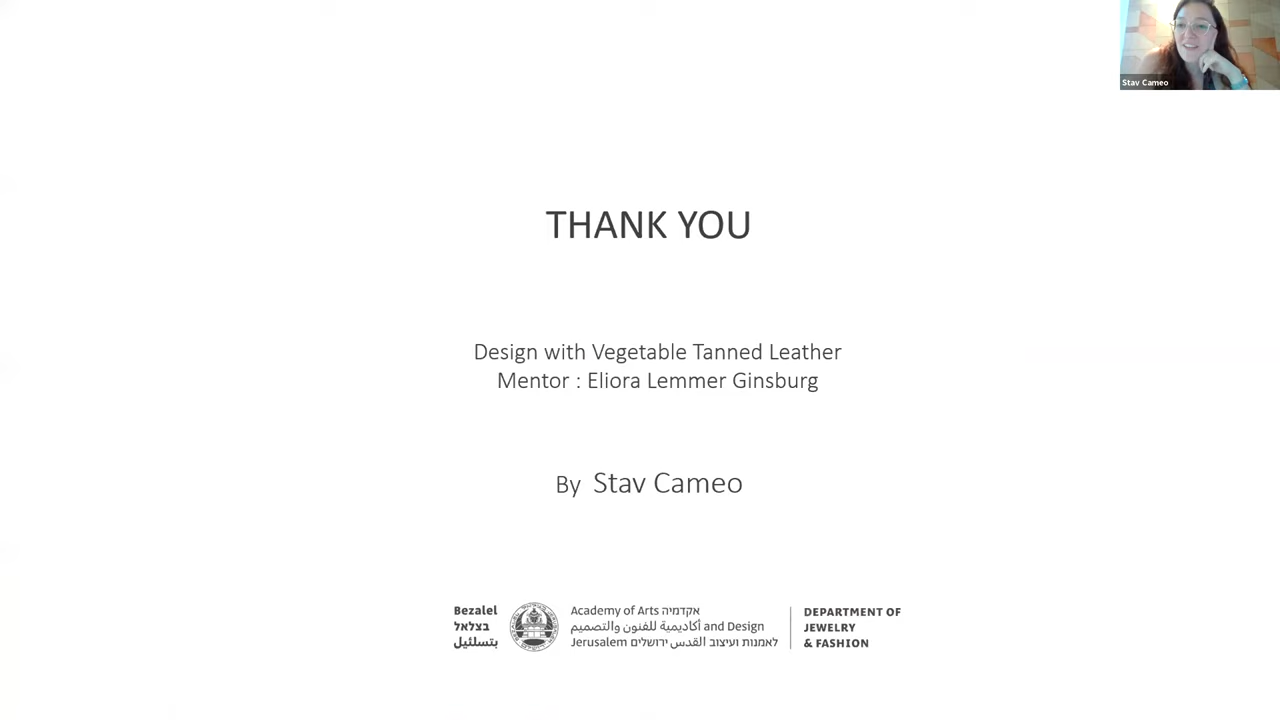 Stav Cameo
THANK YOU
Design with Vegetable Tanned Leather
Mentor : Eliora Lemmer Ginsburg
By Stav Cameo
Bezalel
בצלאל
بتسلئيل
Academy of Arts אקדמיה
أكاديمية للفنون والتصميم and Design
Jerusalem לאמנות ועיצוב القدس ירושלים
DEPARTMENT OF
JEWELRY
& FASHION